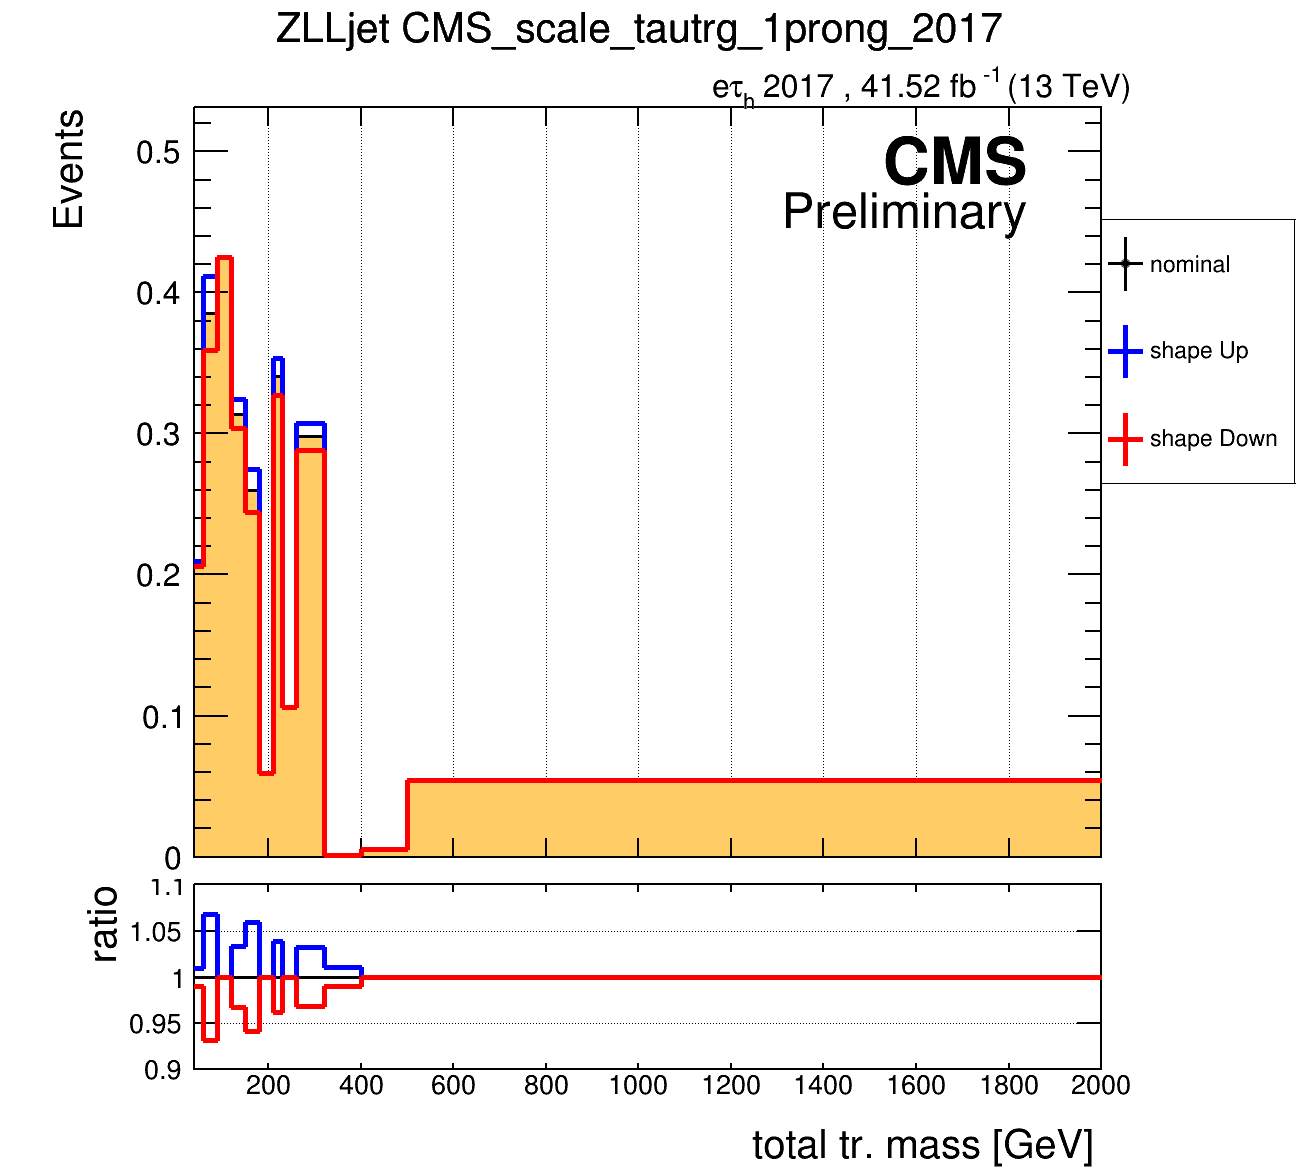 ZLLjet CMS_scale_tautrg_1prong_2017
eτh 2017 , 41.52 fb -1 (13 TeV)
Events
CMS
Preliminary
0.5
0.4
0.3
0.2
0.1
0
nominal
shape Up
shape Down
ratio
1.1
1.05
1
0.95
0.9
200 400 600 800 1000 1200 1400 1600 1800 2000
total tr. mass [GeV]